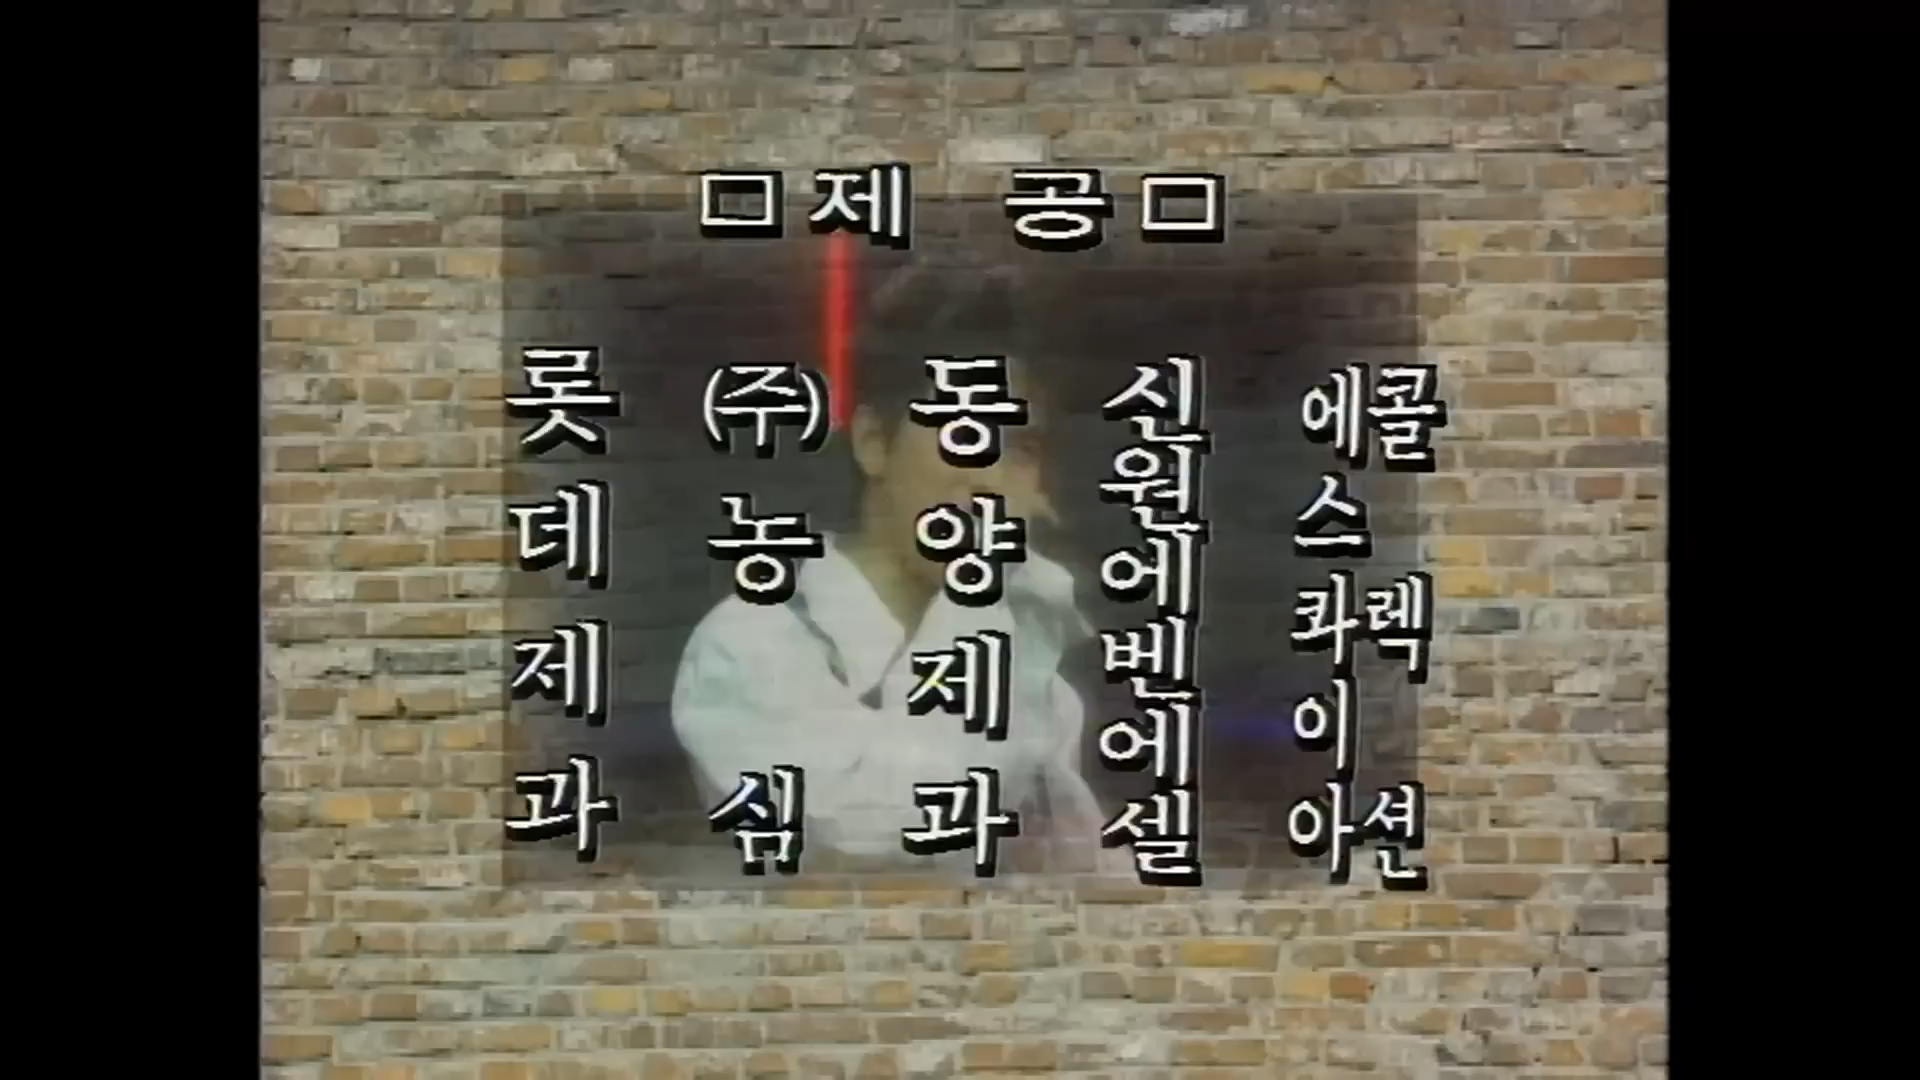 □제 공□
롯데제과
(주)농심
동양제과
신원에벤에셀
에스콰이아
콜렉션